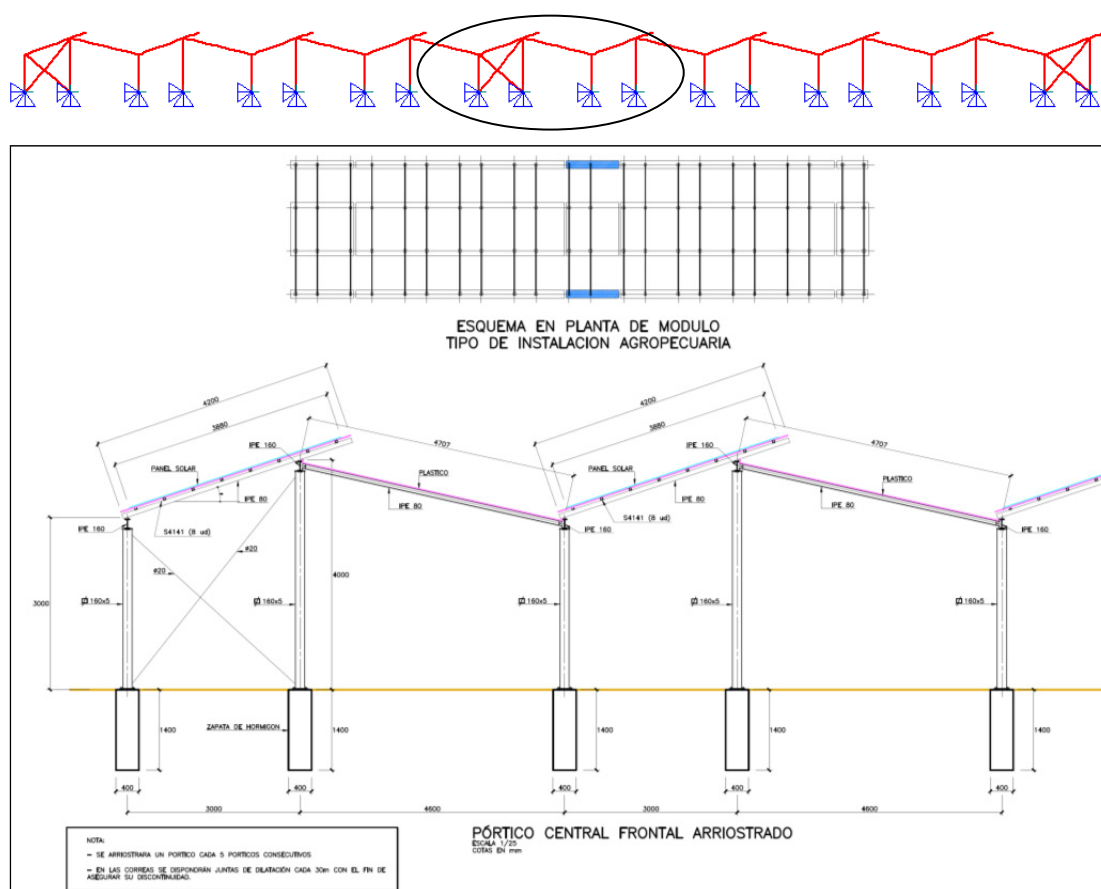 ESQUEMA EN PLANTA DE MODULO
TIPO DE INSTALACION AGROPECUARIA
4200
3880
IPE 160
4707
PANEL SOLAR
PLASTICO
IPE 80
IPE 80
S4141 (8 ud)
IPE 160
IPE 160
ø20
ø20
3000
4000
160x5
160x5
160x5
4200
3880
IPE 160
4707
PANEL SOLAR
PLASTICO
IPE 80
IPE 80
S4141 (8 ud)
IPE 160
160x5
160x5
ZAPATA DE HORMIGON
1400
1400
1400
1400
1400
400
400
400
400
400
3000
4600
3000
4600
PÓRTICO CENTRAL FRONTAL ARRIOSTRADO
ESCALA 1/25
COTAS EN mm
NOTA:
- SE ARRIOSTRARA UN PORTICO CADA 5 PORTICOS CONSECUTIVOS
- EN LAS CORREAS SE DISPONDRÁN JUNTAS DE DILATACIÓN CADA 30m CON EL FIN DE
ASEGURAR SU DISCONTINUIDAD.